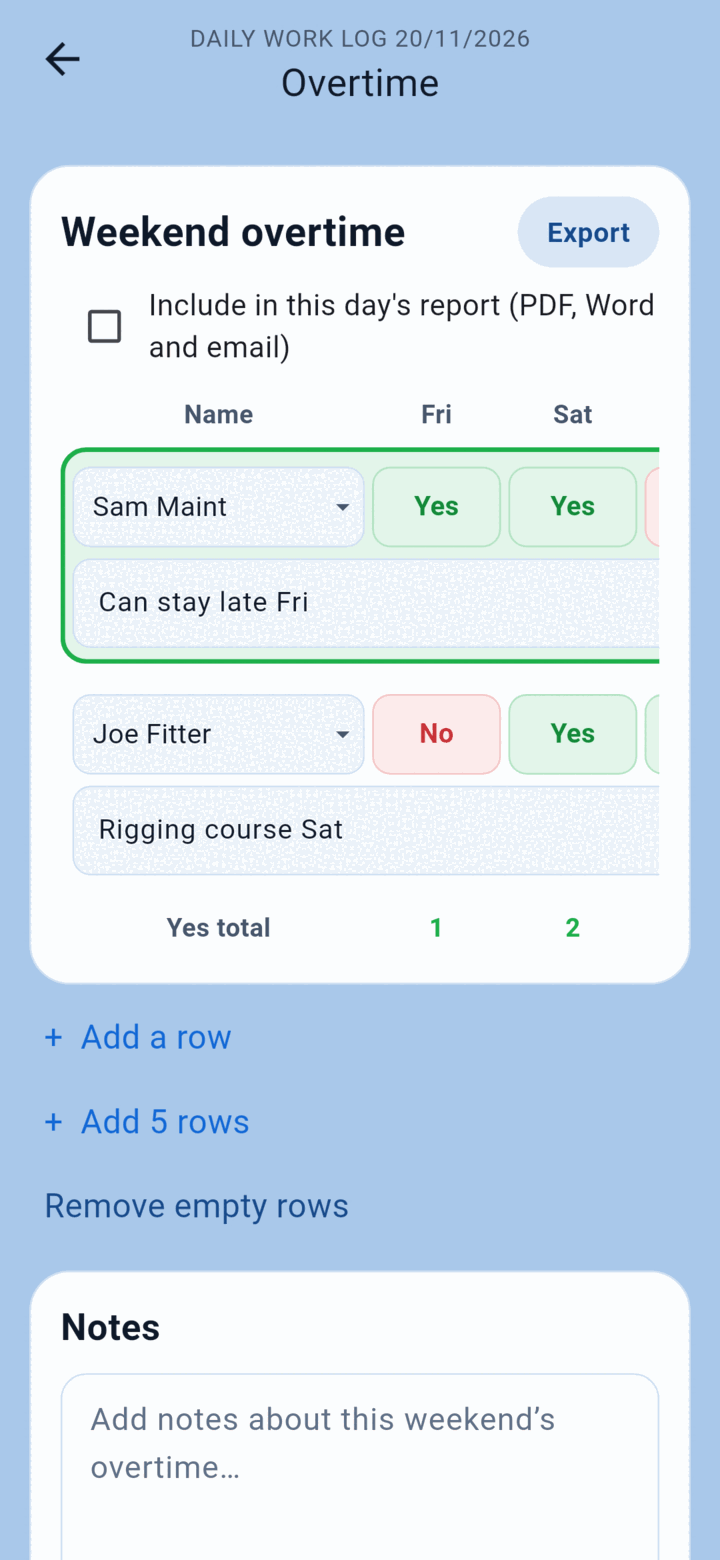 DAILY WORK LOG 20/11/2026
Overtime
Weekend overtime
Export
Include in this day's report (PDF, Word
and email)
Name Fri Sat
Sam Maint Yes Yes
Can stay late Fri
Joe Fitter No Yes
Rigging course Sat
Yes total 1 2
+ Add a row
+ Add 5 rows
Remove empty rows
Notes
Add notes about this weekend’s
overtime…